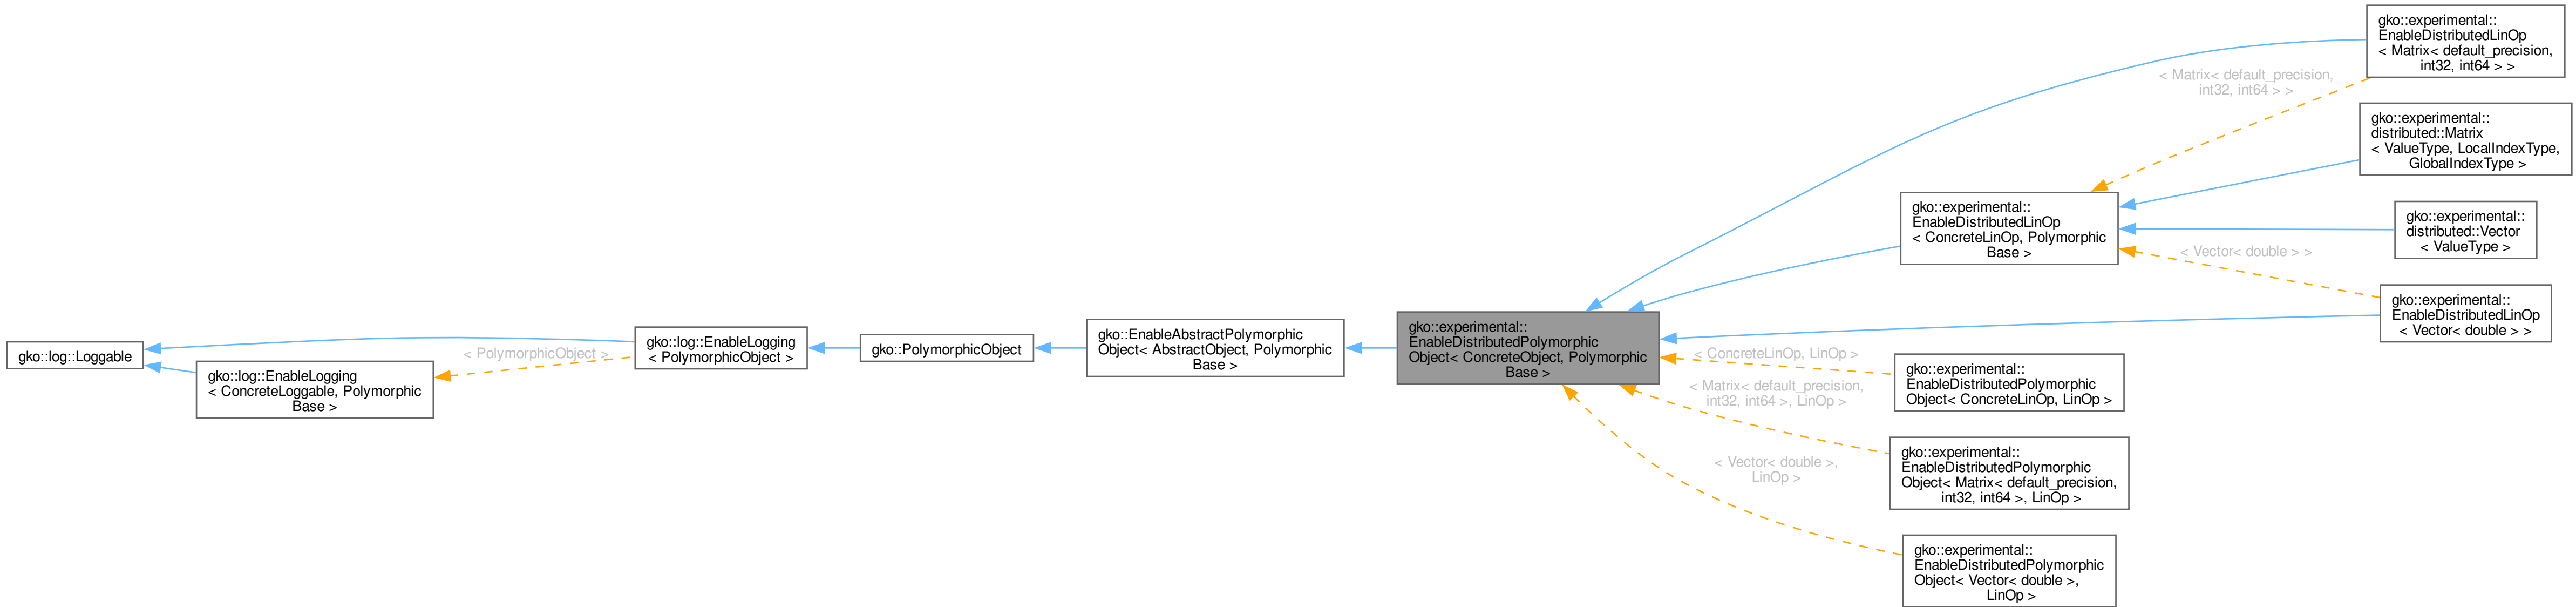 gko::log::Loggable
gko::log::EnableLogging
< ConcreteLoggable, Polymorphic
Base >
< PolymorphicObject >
gko::log::EnableLogging
< PolymorphicObject >
gko::PolymorphicObject
gko::EnableAbstractPolymorphic
Object< AbstractObject, Polymorphic
Base >
gko::experimental::
EnableDistributedPolymorphic
Object< ConcreteObject, Polymorphic
Base >
< Matrix< default_precision,
int32, int64 > >
gko::experimental::
EnableDistributedLinOp
< ConcreteLinOp, Polymorphic
Base >
< Vector< double > >
gko::experimental::
EnableDistributedLinOp
< Matrix< default_precision,
int32, int64 > >
gko::experimental::
distributed::Matrix
< ValueType, LocalIndexType,
GlobalIndexType >
gko::experimental::
distributed::Vector
< ValueType >
gko::experimental::
EnableDistributedLinOp
< Vector< double > >
< ConcreteLinOp, LinOp >
gko::experimental::
EnableDistributedPolymorphic
Object< ConcreteLinOp, LinOp >
< Matrix< default_precision,
int32, int64 >, LinOp >
gko::experimental::
EnableDistributedPolymorphic
Object< Matrix< default_precision,
int32, int64 >, LinOp >
< Vector< double >,
LinOp >
gko::experimental::
EnableDistributedPolymorphic
Object< Vector< double >,
LinOp >